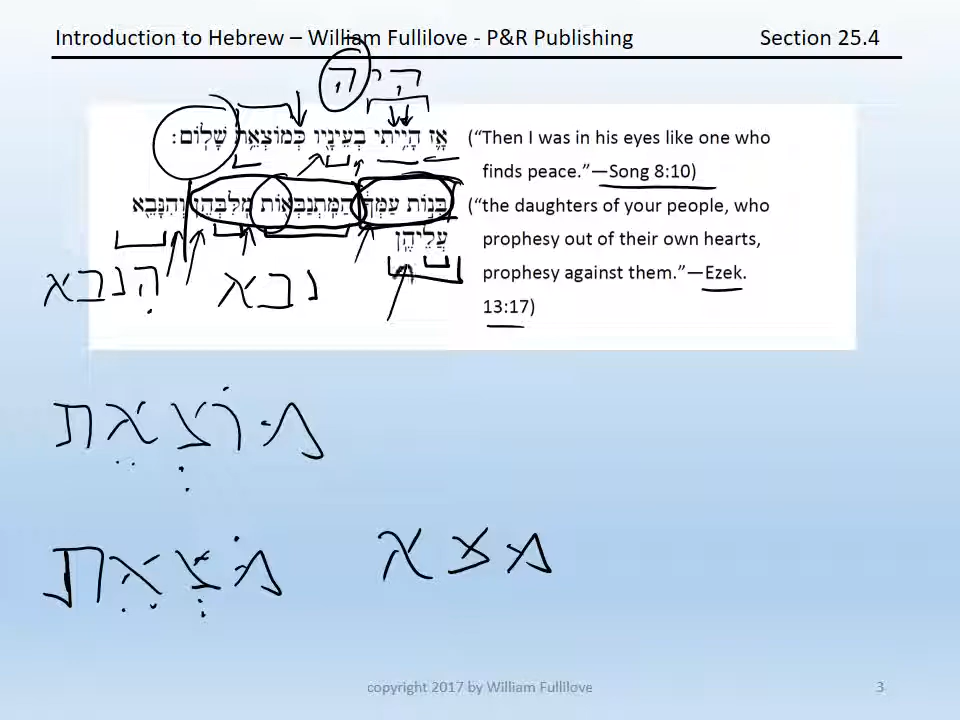 Introduction to Hebrew – William Fullilove - P&R Publishing Section 25.4
היה
אָז הָיִיתִי בְעֵינָיו כְּמוֹצְאֵת שָׁלוֹם׃ (“Then I was in his eyes like one who
finds peace.”—Song 8:10)
בְּנוֹת עַמְּךָ הַמִּתְנַבְּאוֹת מִלִּבְּהֶן וְהִנָּבֵא (“the daughters of your people, who
עֲלֵיהֶן prophesy out of their own hearts,
prophesy against them.”—Ezek.
13:17)
נבא הִנבא
מוֹצְאֵת
מֹצְאֵת
מצא
copyright 2017 by William Fullilove 3